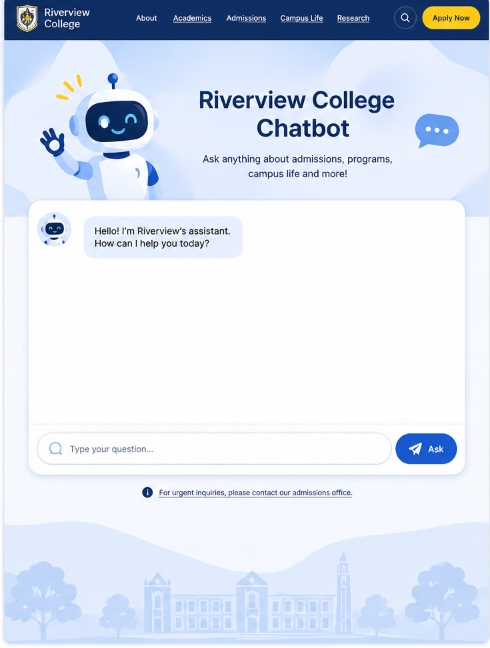 Riverview
College
About Academics Admissions Campus Life Research Apply Now
Riverview College
Chatbot
Ask anything about admissions, programs,
campus life and more!
Hello! I'm Riverview's assistant.
How can I help you today?
Type your question...
Ask
For urgent inquiries, please contact our admissions office.